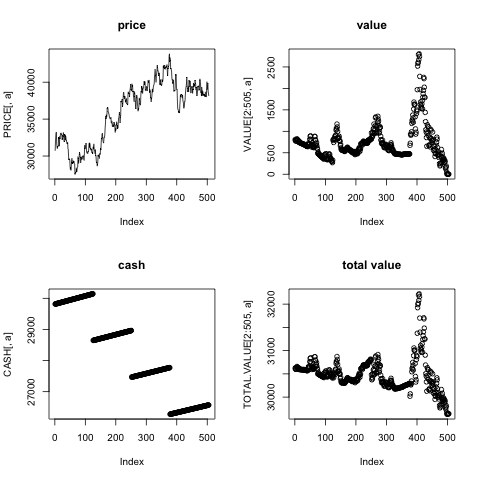 price
PRICE[, a]
30000 35000 40000
0 100 200 300 400 500
Index
value
VALUE[2:505, a]
0 500 1500 2500
0 100 200 300 400 500
Index
cash
CASH[, a]
27000 29000
0 100 200 300 400 500
Index
total value
TOTAL.VALUE[2:505, a]
30000 31000 32000
0 100 200 300 400 500
Index